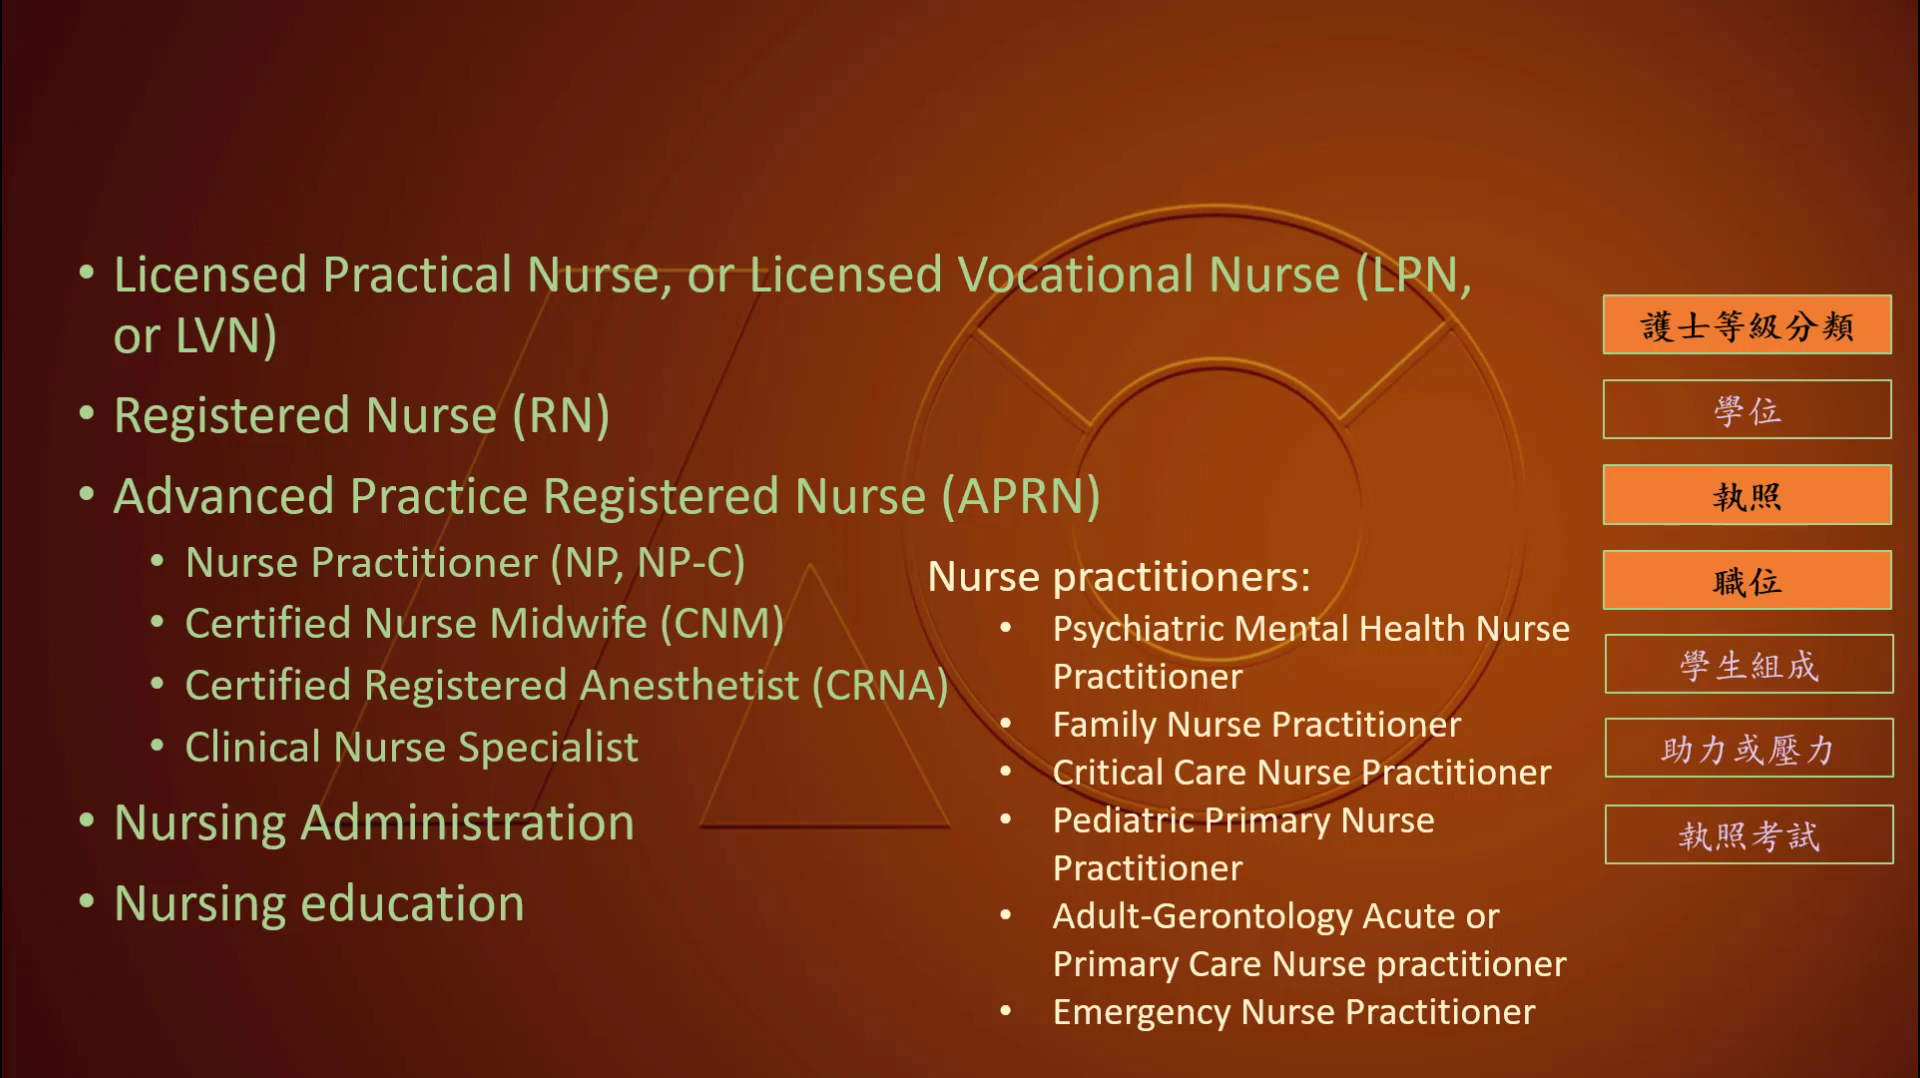 • Licensed Practical Nurse, or Licensed Vocational Nurse (LPN,
or LVN)
• Registered Nurse (RN)
• Advanced Practice Registered Nurse (APRN)
• Nurse Practitioner (NP, NP-C)
• Certified Nurse Midwife (CNM)
• Certified Registered Anesthetist (CRNA)
• Clinical Nurse Specialist
• Nursing Administration
• Nursing education
Nurse practitioners:
• Psychiatric Mental Health Nurse
Practitioner
• Family Nurse Practitioner
• Critical Care Nurse Practitioner
• Pediatric Primary Nurse
Practitioner
• Adult-Gerontology Acute or
Primary Care Nurse practitioner
• Emergency Nurse Practitioner
護士等級分類
學位
執照
職位
學生組成
助力或壓力
執照考試